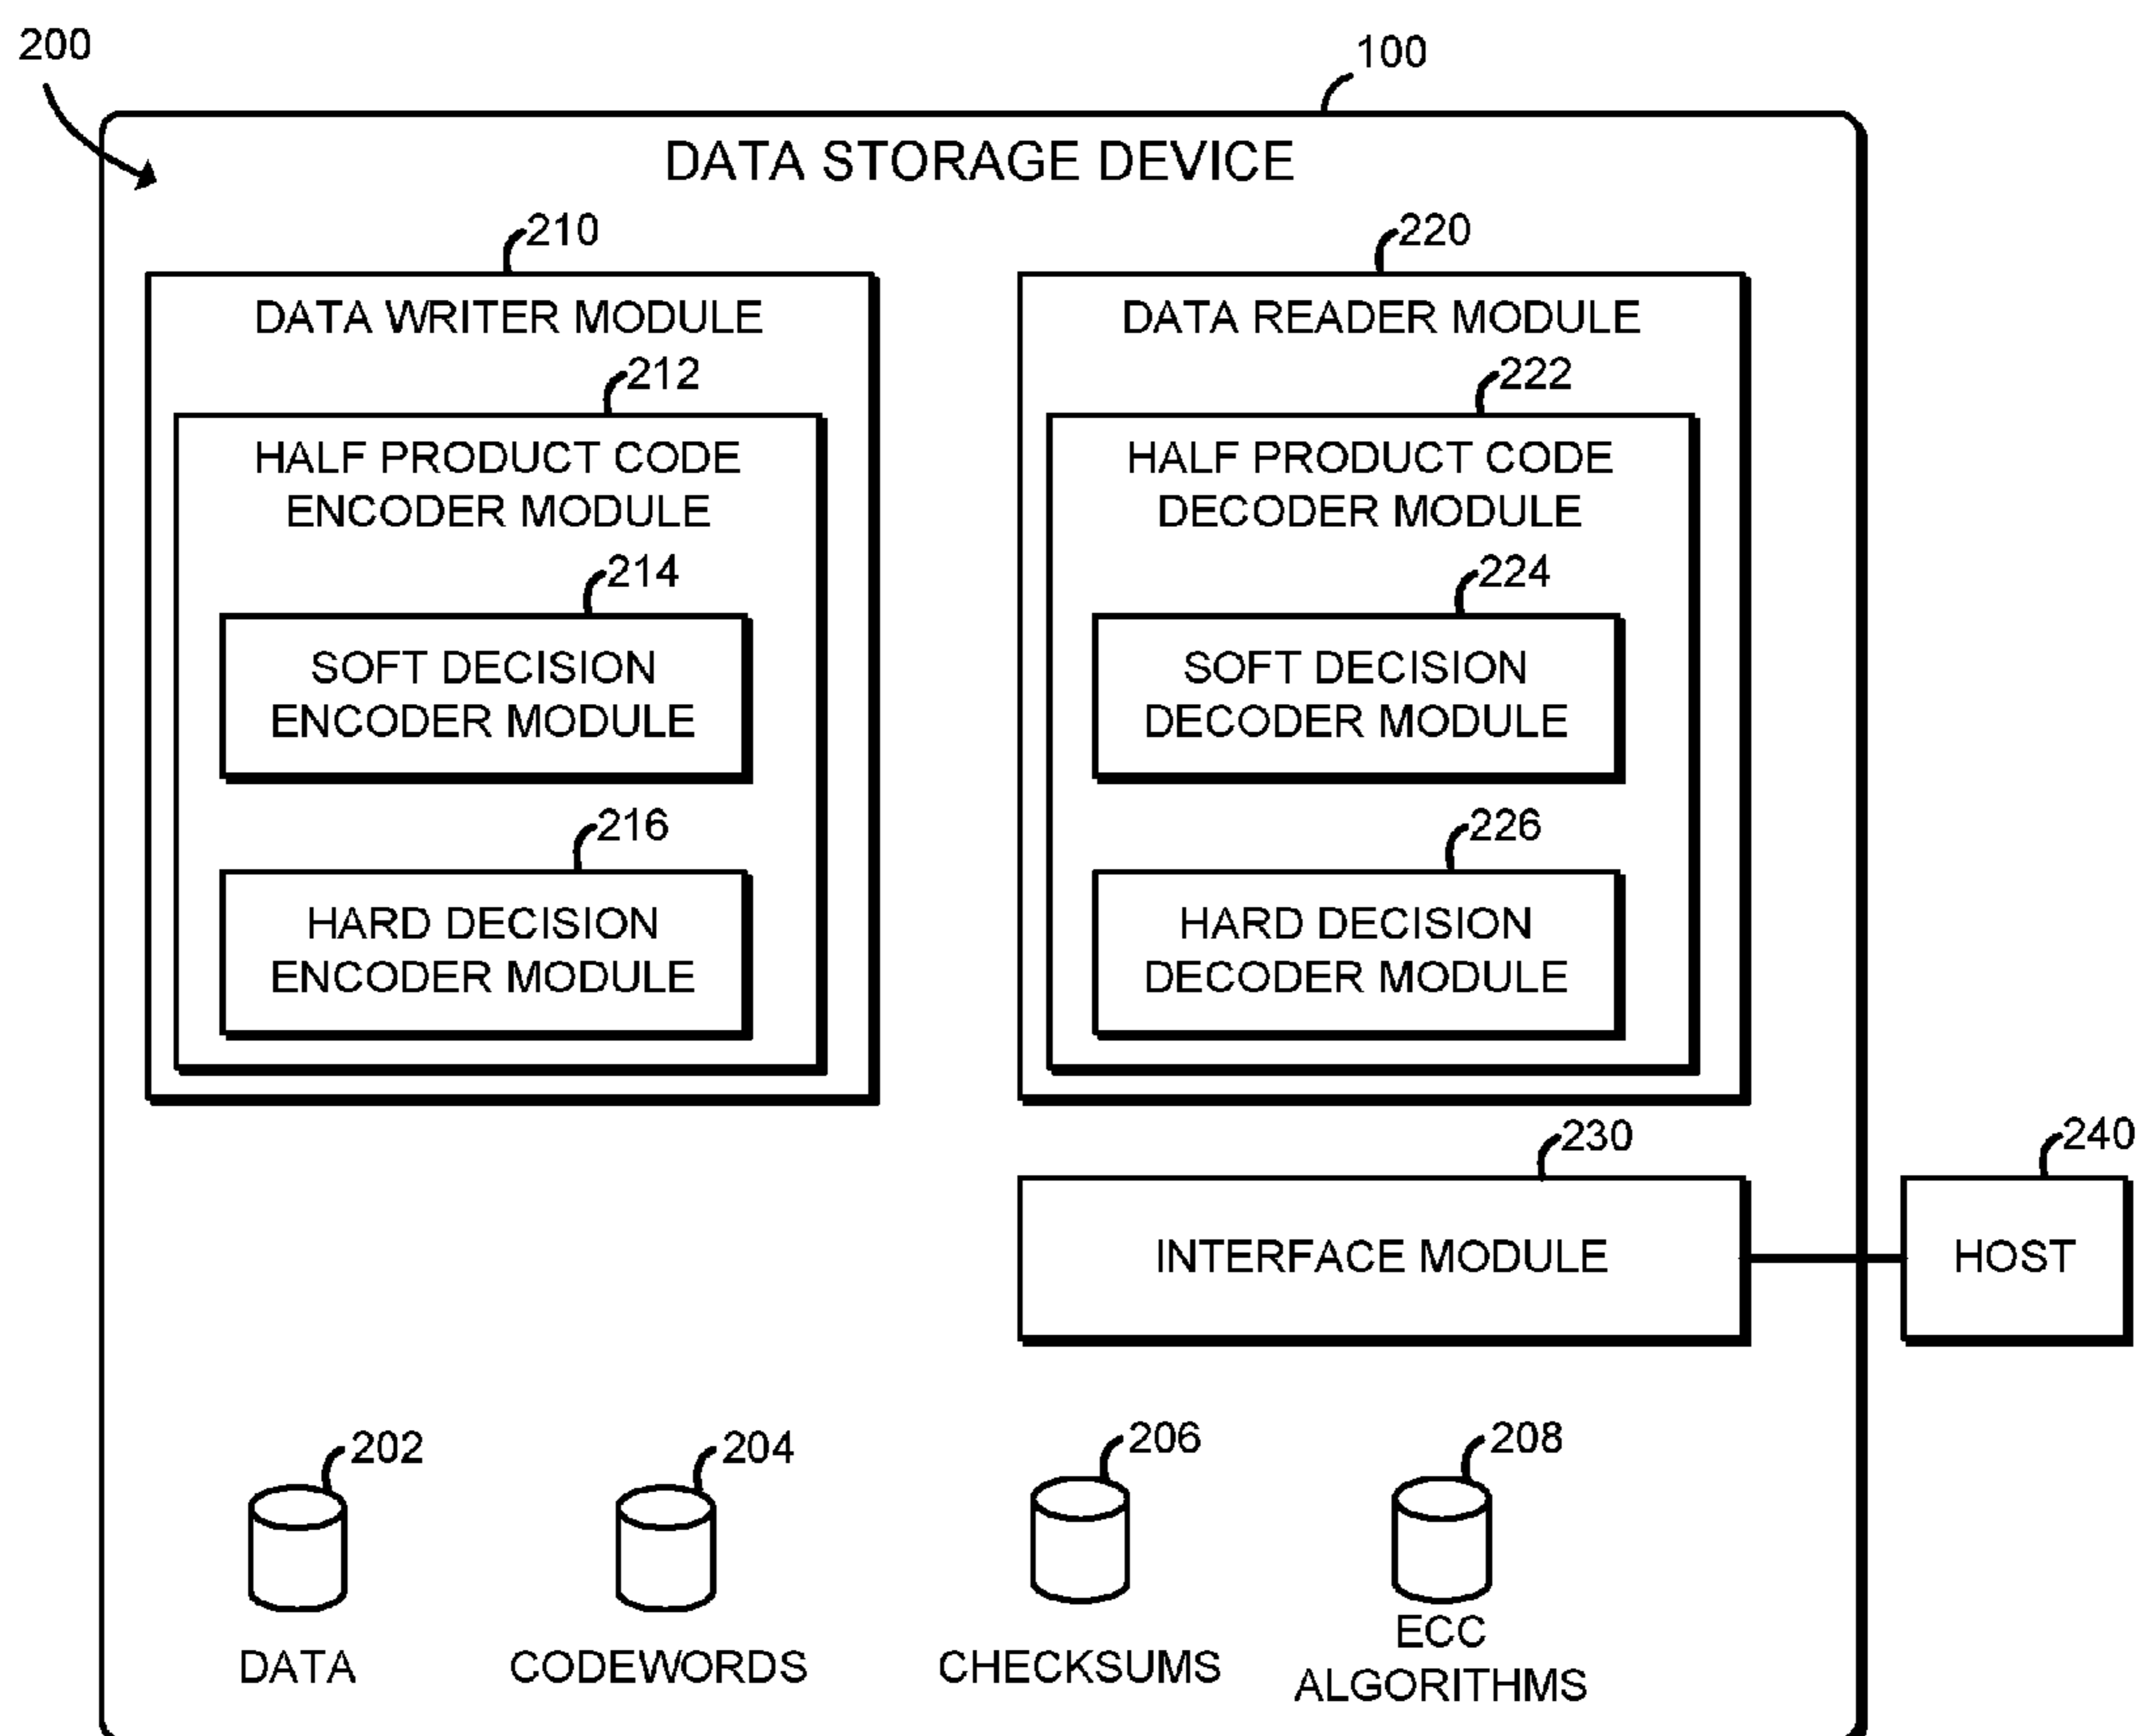 200
100
DATA STORAGE DEVICE
210
220
DATA WRITER MODULE
DATA READER MODULE
212
222
HALF PRODUCT CODE
ENCODER MODULE
HALF PRODUCT CODE
DECODER MODULE
214
224
SOFT DECISION
ENCODER MODULE
SOFT DECISION
DECODER MODULE
216
226
HARD DECISION
ENCODER MODULE
HARD DECISION
DECODER MODULE
230
240
INTERFACE MODULE
HOST
202
204
206
208
DATA
CODEWORDS
CHECKSUMS
ECC
ALGORITHMS